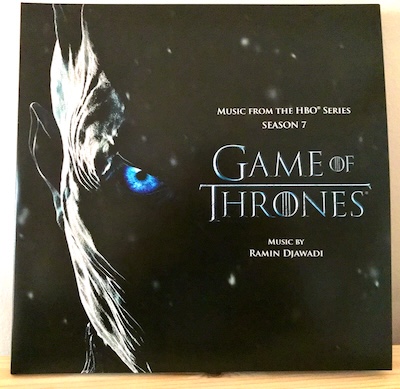 MUSIC FROM THE HBO® SERIES
SEASON 7
GAME OF
THRONES®
MUSIC BY
RAMIN DJAWADI